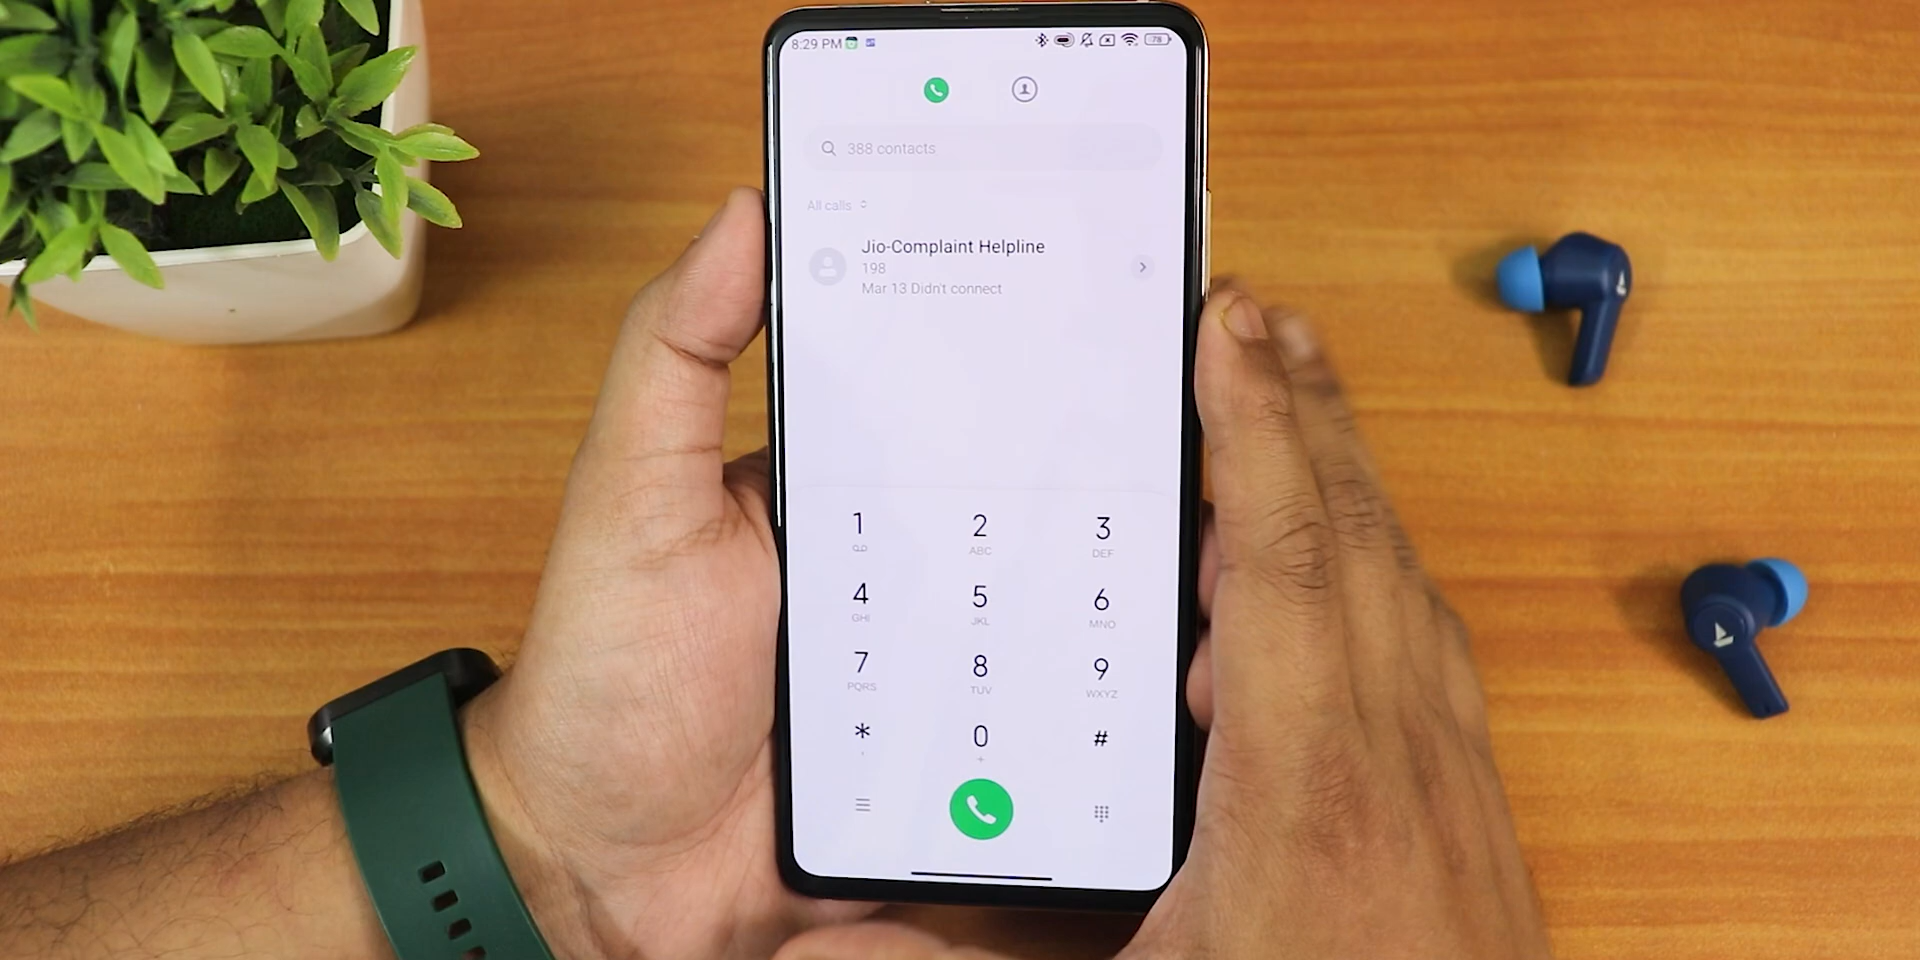 8:29 PM
78
388 contacts
All calls
Jio-Complaint Helpline
198
Mar 13 Didn't connect
1 2 3
ABC DEF
4 5 6
GHI JKL MNO
7 8 9
PQRS TUV WXYZ
* 0 #
, +